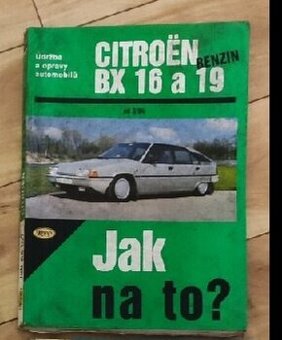 Údržba
a opravy
automobilů
CITROËN
BENZIN
BX 16 a 19
Jak
na to?